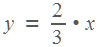 y = 2/3 • x